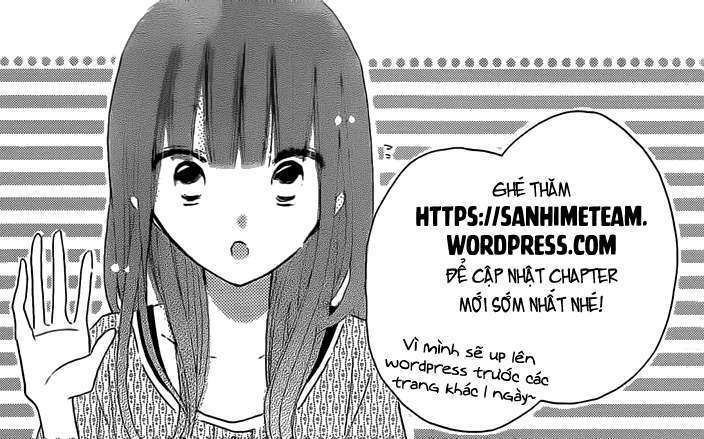 GHÉ THĂM
HTTPS://SANHIMETEAM.
WORDPRESS.COM
ĐỂ CẬP NHẬT CHAPTER
MỚI SỚM NHẤT NHÉ!
Vì mình sẽ up lên
wordpress trước các
trang khác 1 ngày~